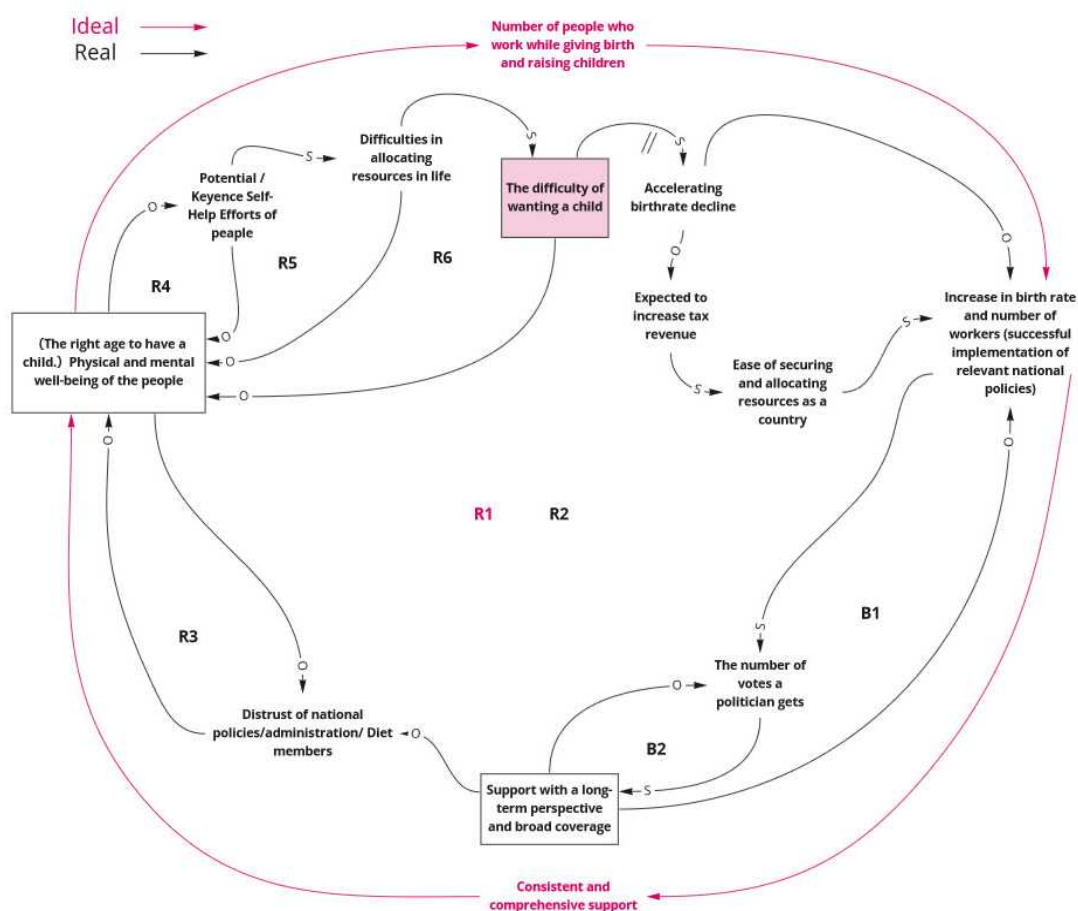 Ideal
Real
Number of people who
work while giving birth
and raising children
Difficulties in
allocating
resources in life
S
S
Potential /
Keyence Self-
Help Efforts of
peaple
O
R4
R5
R6
The difficulty of
wanting a child
//
S
Accelerating
birthrate decline
O
O
Expected to
increase tax
revenue
S
Ease of securing
and allocating
resources as a
country
S
Increase in birth rate
and number of
workers (successful
implementation of
relevant national
policies)
(The right age to have a
child.) Physical and mental
well-being of the people
O
O
O
O
O
R1
R2
R3
O
Distrust of national
policies/administration/ Diet
members
O
B1
S
The number of
votes a
politician gets
O
B2
S
Support with a long-
term perspective
and broad coverage
Consistent and
comprehensive support